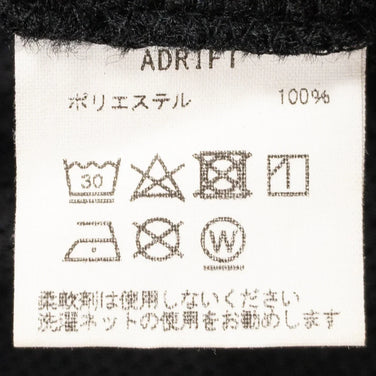 ADRIFT
ポリエステル 100%
30
W
柔軟剤は使用しないください
洗濯ネットの使用をお勧めします